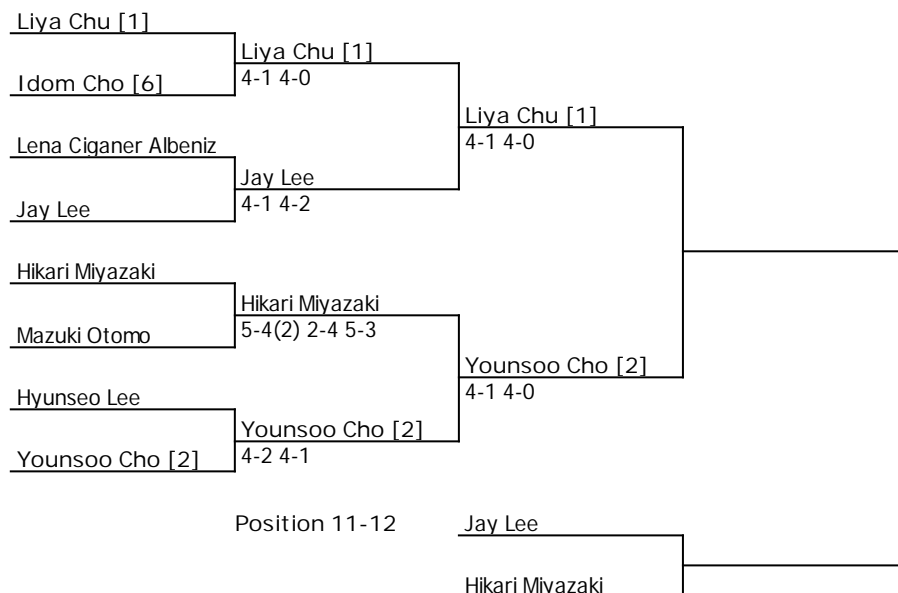 Liya Chu [1]
Liya Chu [1]
4-1 4-0
Idom Cho [6]
Liya Chu [1]
4-1 4-0
Lena Ciganer Albeniz
Jay Lee
4-1 4-2
Jay Lee
Hikari Miyazaki
Hikari Miyazaki
5-4(2) 2-4 5-3
Mazuki Otomo
Younsoo Cho [2]
4-1 4-0
Hyunseo Lee
Younsoo Cho [2]
4-2 4-1
Younsoo Cho [2]
Position 11-12
Jay Lee
Hikari Miyazaki